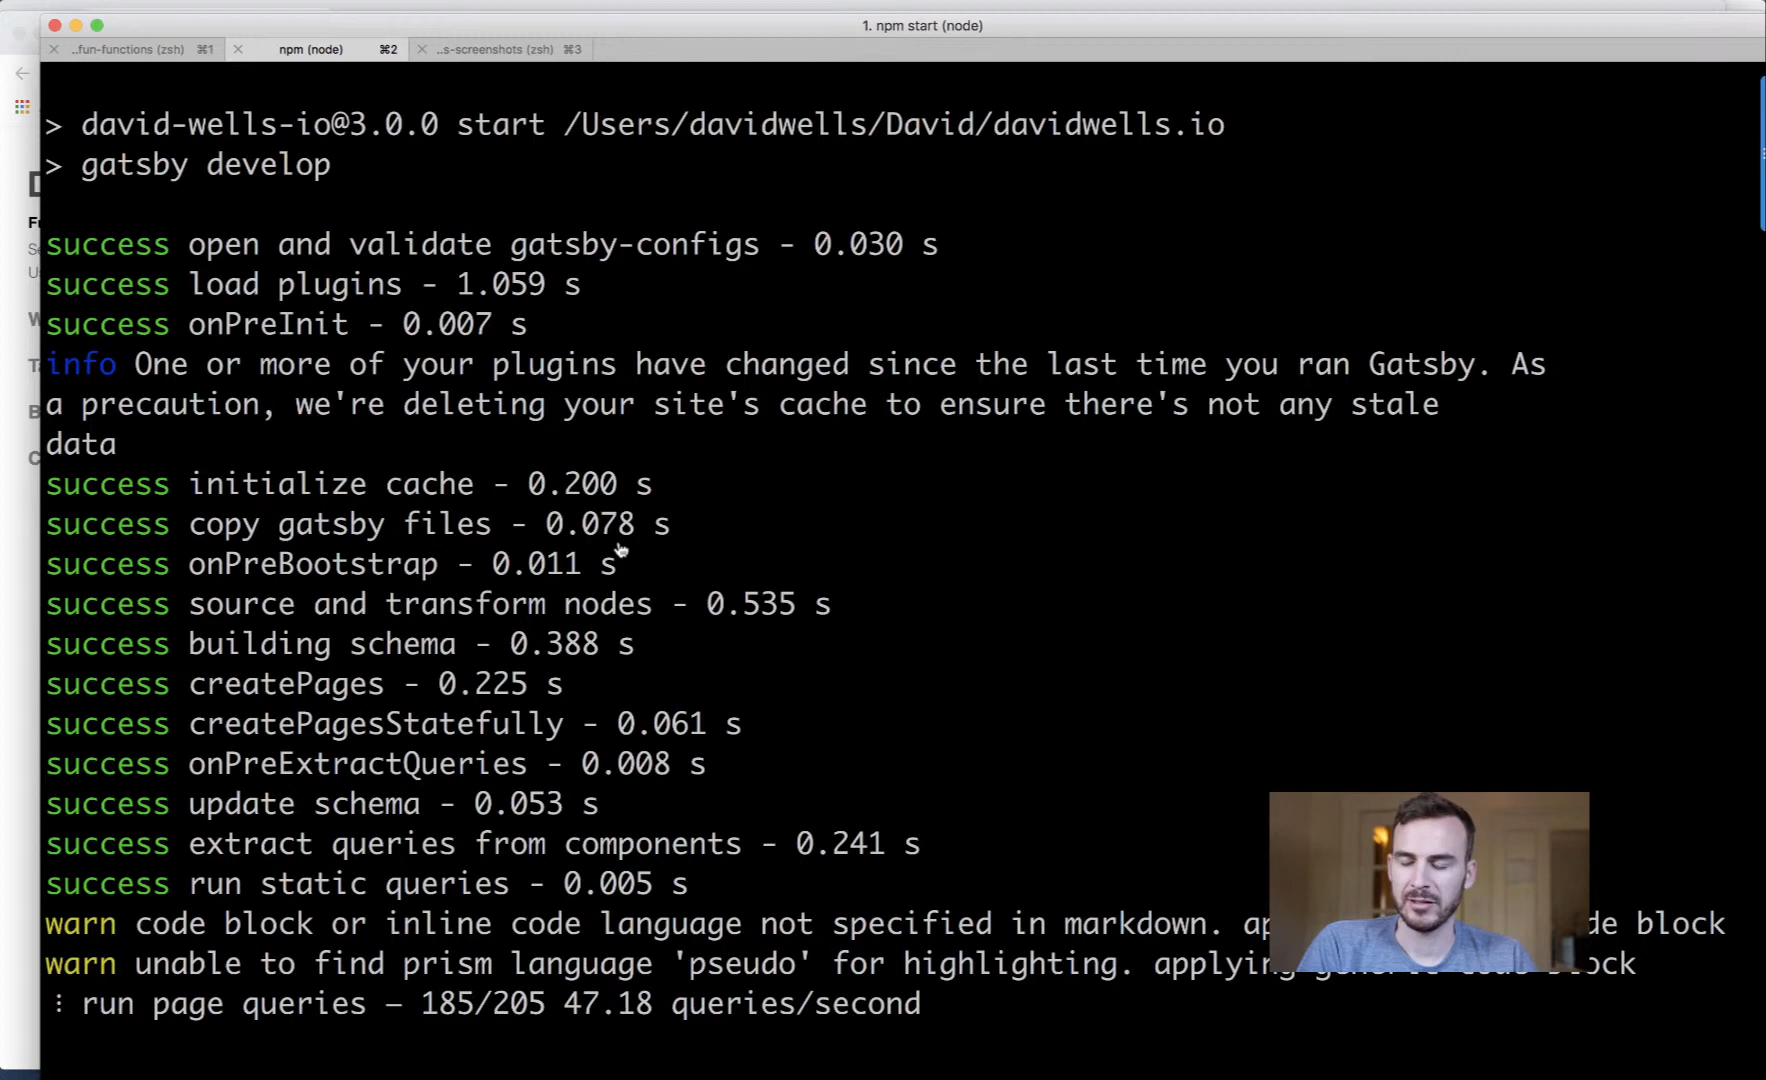 1. npm start (node)
..fun-functions (zsh) ⌘1 npm (node) ⌘2 ..s-screenshots (zsh) ⌘3
> david-wells-io@3.0.0 start /Users/davidwells/David/davidwells.io
> gatsby develop
success open and validate gatsby-configs - 0.030 s
success load plugins - 1.059 s
success onPreInit - 0.007 s
info One or more of your plugins have changed since the last time you ran Gatsby. As
a precaution, we're deleting your site's cache to ensure there's not any stale
data
success initialize cache - 0.200 s
success copy gatsby files - 0.078 s
success onPreBootstrap - 0.011 s
success source and transform nodes - 0.535 s
success building schema - 0.388 s
success createPages - 0.225 s
success createPagesStatefully - 0.061 s
success onPreExtractQueries - 0.008 s
success update schema - 0.053 s
success extract queries from components - 0.241 s
success run static queries - 0.005 s
warn code block or inline code language not specified in markdown. block
warn unable to find prism language 'pseudo' for highlighting. applying
⋮ run page queries — 185/205 47.18 queries/second